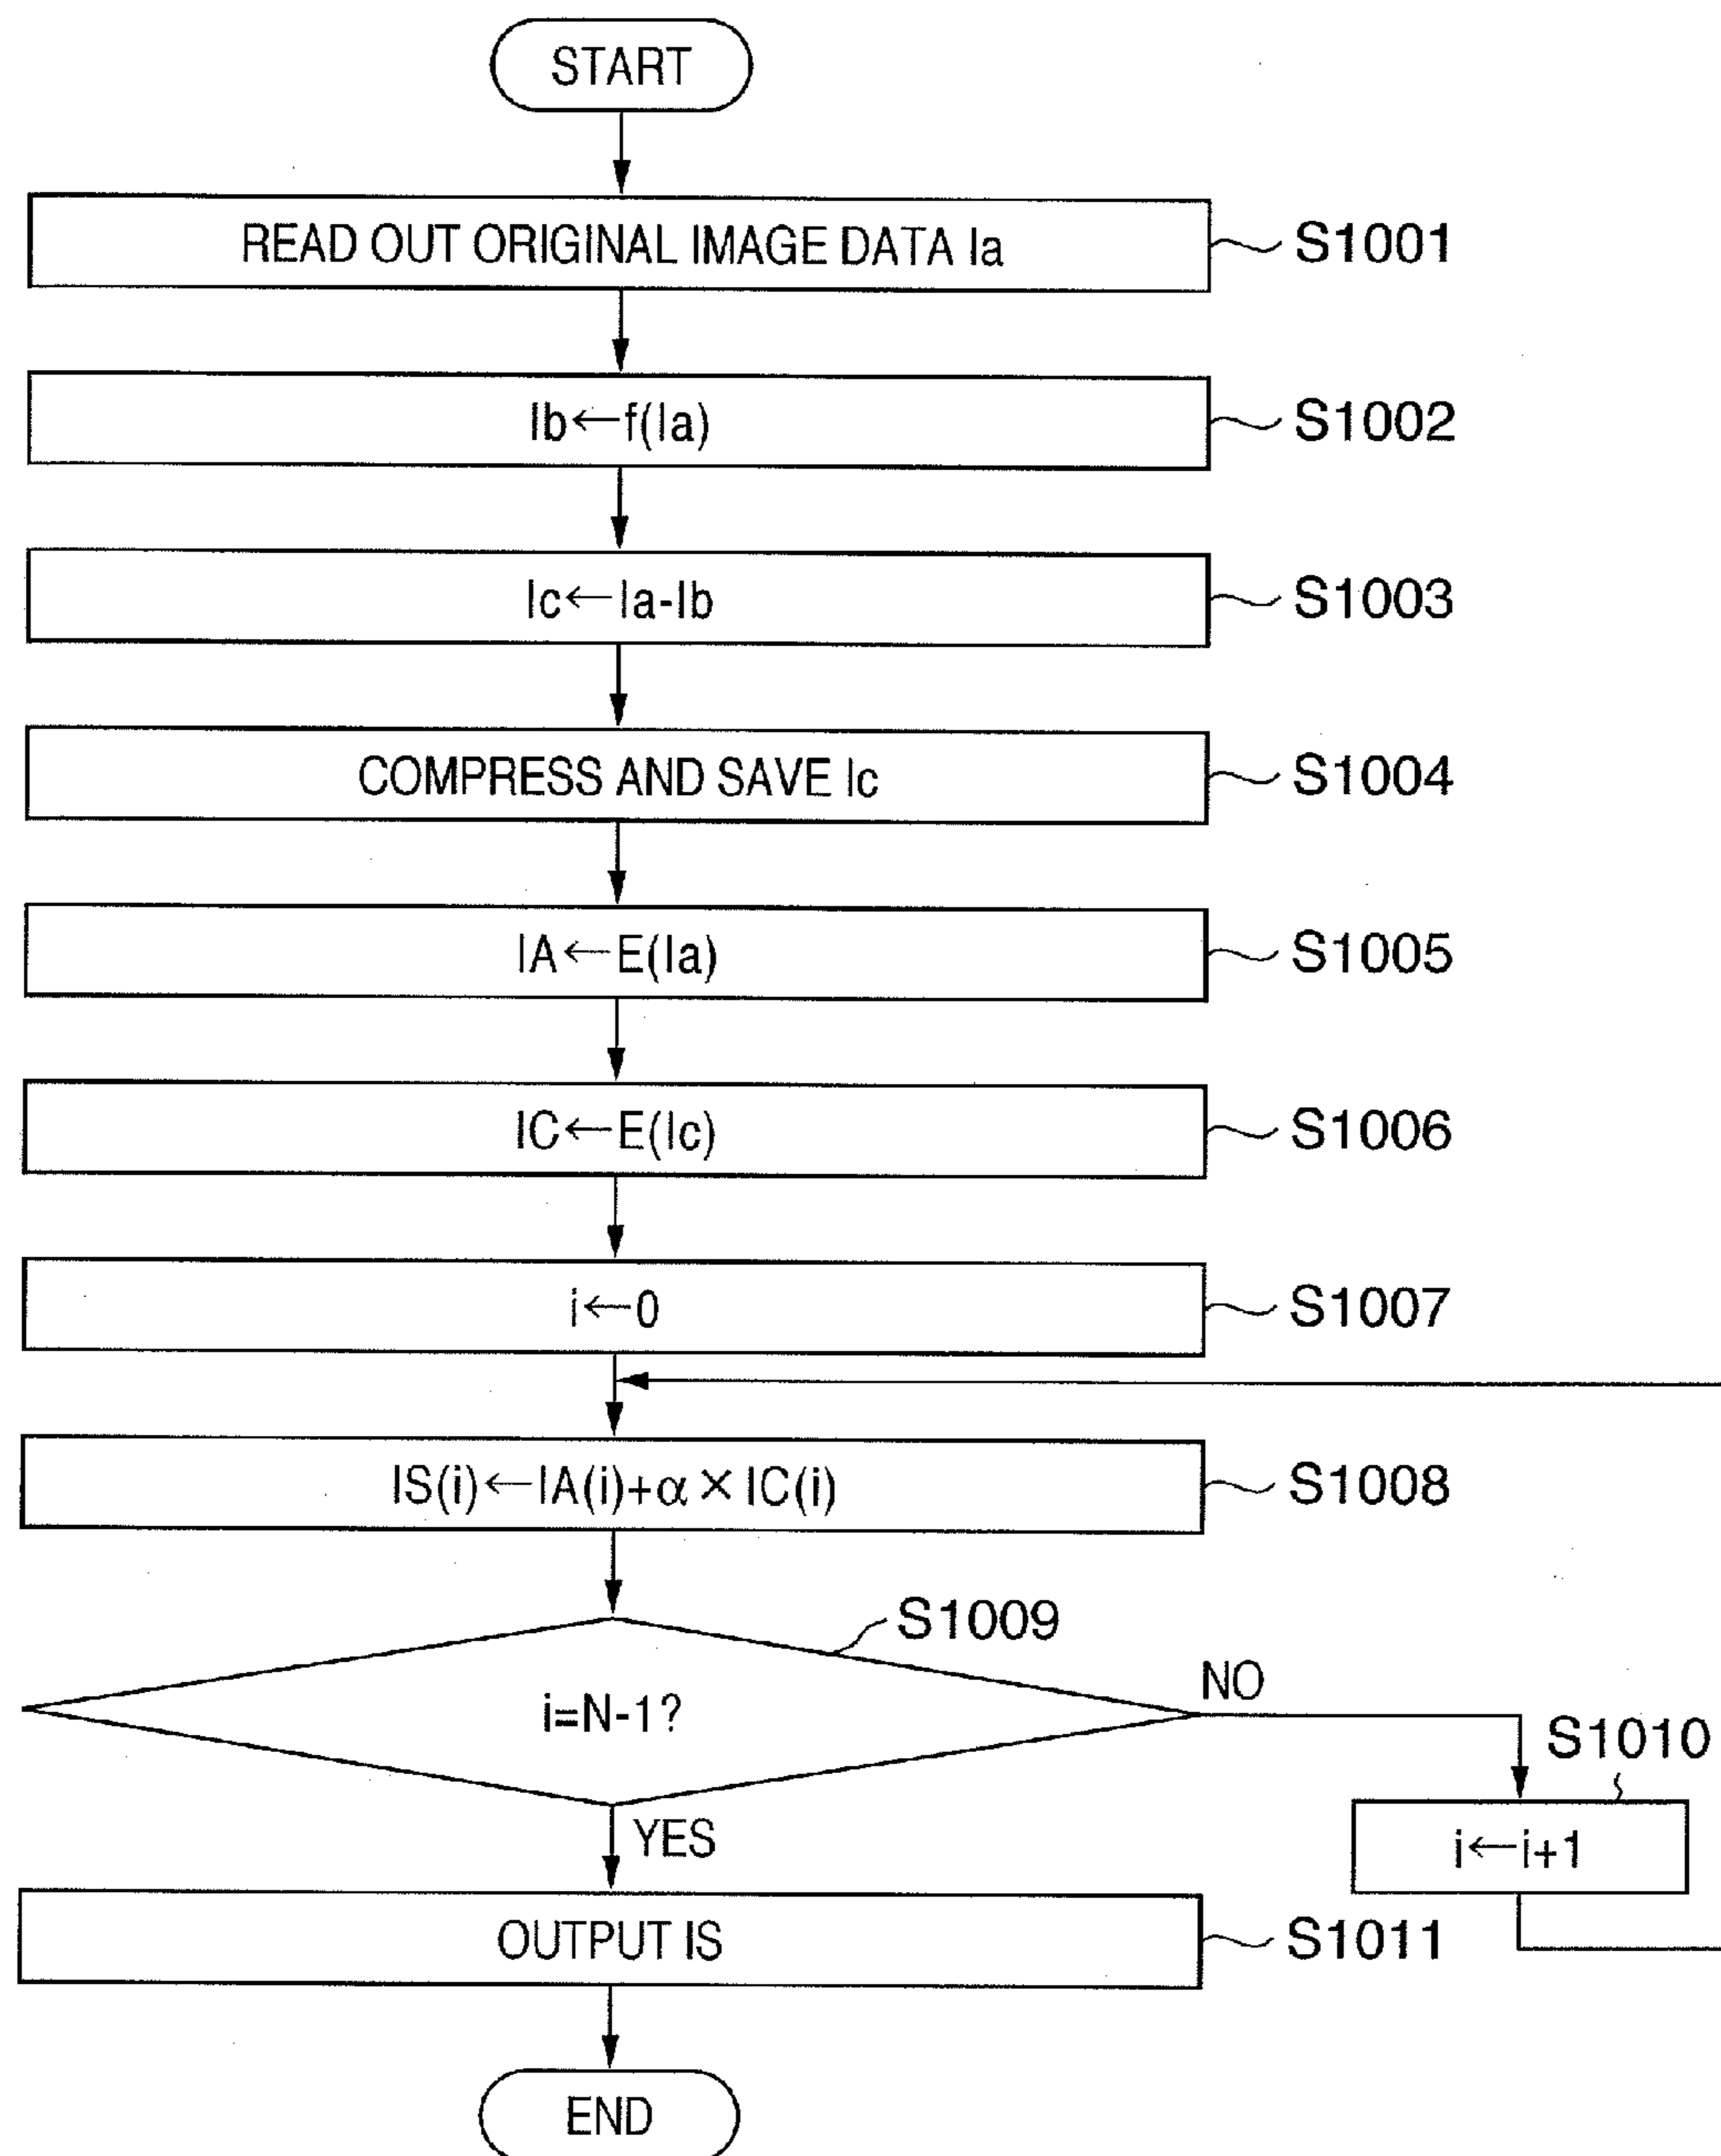 START
READ OUT ORIGINAL IMAGE DATA Ia
S1001
Ib←f(Ia)
S1002
Ic←Ia-Ib
S1003
COMPRESS AND SAVE Ic
S1004
IA←E(Ia)
S1005
IC←E(Ic)
S1006
i←0
S1007
IS(i)←IA(i)+α×IC(i)
S1008
S1009
i=N-1?
NO
S1010
i←i+1
YES
OUTPUT IS
S1011
END